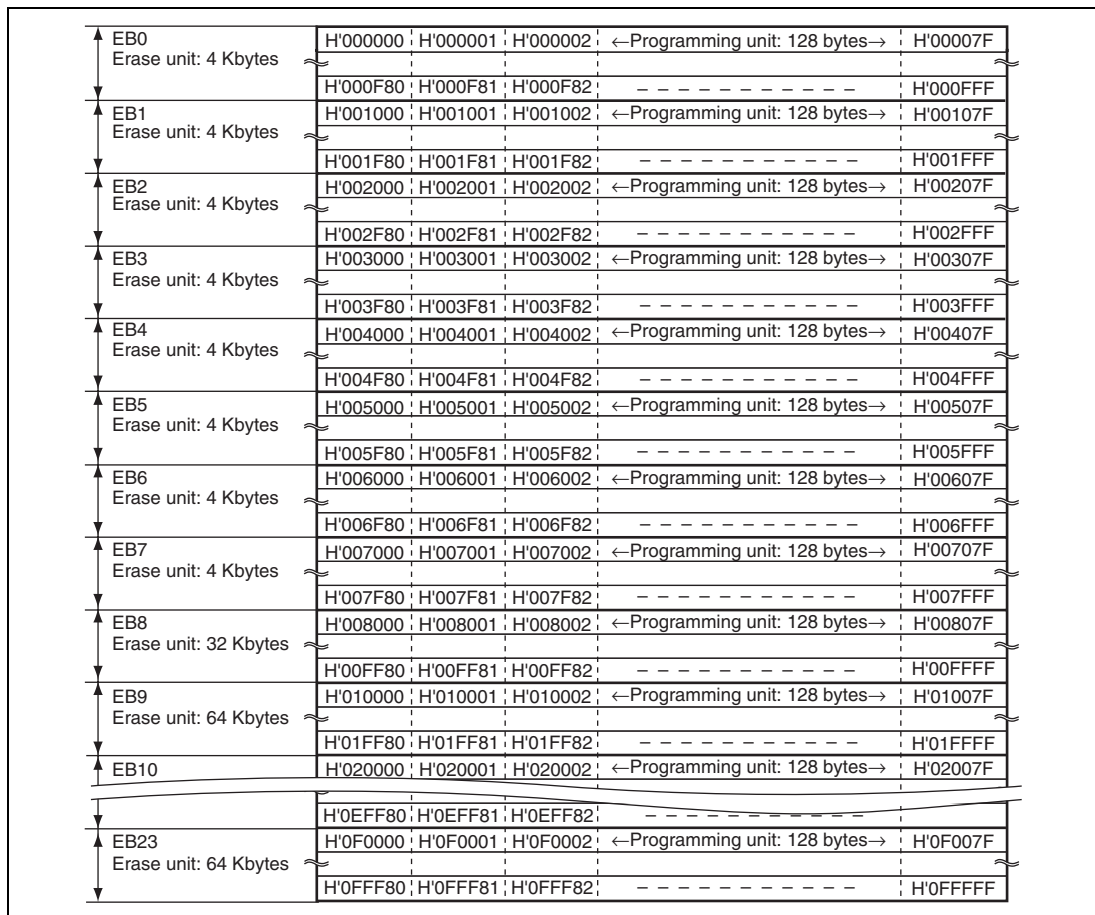 EB0 H'000000 H'000001 H'000002 ←Programming unit: 128 bytes→ H'00007F
Erase unit: 4 Kbytes
H'000F80 H'000F81 H'000F82 – – – – – – – – – – – H'000FFF
EB1 H'001000 H'001001 H'001002 ←Programming unit: 128 bytes→ H'00107F
Erase unit: 4 Kbytes
H'001F80 H'001F81 H'001F82 – – – – – – – – – – – H'001FFF
EB2 H'002000 H'002001 H'002002 ←Programming unit: 128 bytes→ H'00207F
Erase unit: 4 Kbytes
H'002F80 H'002F81 H'002F82 – – – – – – – – – – – H'002FFF
EB3 H'003000 H'003001 H'003002 ←Programming unit: 128 bytes→ H'00307F
Erase unit: 4 Kbytes
H'003F80 H'003F81 H'003F82 – – – – – – – – – – – H'003FFF
EB4 H'004000 H'004001 H'004002 ←Programming unit: 128 bytes→ H'00407F
Erase unit: 4 Kbytes
H'004F80 H'004F81 H'004F82 – – – – – – – – – – – H'004FFF
EB5 H'005000 H'005001 H'005002 ←Programming unit: 128 bytes→ H'00507F
Erase unit: 4 Kbytes
H'005F80 H'005F81 H'005F82 – – – – – – – – – – – H'005FFF
EB6 H'006000 H'006001 H'006002 ←Programming unit: 128 bytes→ H'00607F
Erase unit: 4 Kbytes
H'006F80 H'006F81 H'006F82 – – – – – – – – – – – H'006FFF
EB7 H'007000 H'007001 H'007002 ←Programming unit: 128 bytes→ H'00707F
Erase unit: 4 Kbytes
H'007F80 H'007F81 H'007F82 – – – – – – – – – – – H'007FFF
EB8 H'008000 H'008001 H'008002 ←Programming unit: 128 bytes→ H'00807F
Erase unit: 32 Kbytes
H'00FF80 H'00FF81 H'00FF82 – – – – – – – – – – – H'00FFFF
EB9 H'010000 H'010001 H'010002 ←Programming unit: 128 bytes→ H'01007F
Erase unit: 64 Kbytes
H'01FF80 H'01FF81 H'01FF82 – – – – – – – – – – – H'01FFFF
EB10 H'020000 H'020001 H'020002 ←Programming unit: 128 bytes→ H'02007F
H'0EFF80 H'0EFF81 H'0EFF82 – – – – – – – – – – –
EB23 H'0F0000 H'0F0001 H'0F0002 ←Programming unit: 128 bytes→ H'0F007F
Erase unit: 64 Kbytes
H'0FFF80 H'0FFF81 H'0FFF82 – – – – – – – – – – – H'0FFFFF